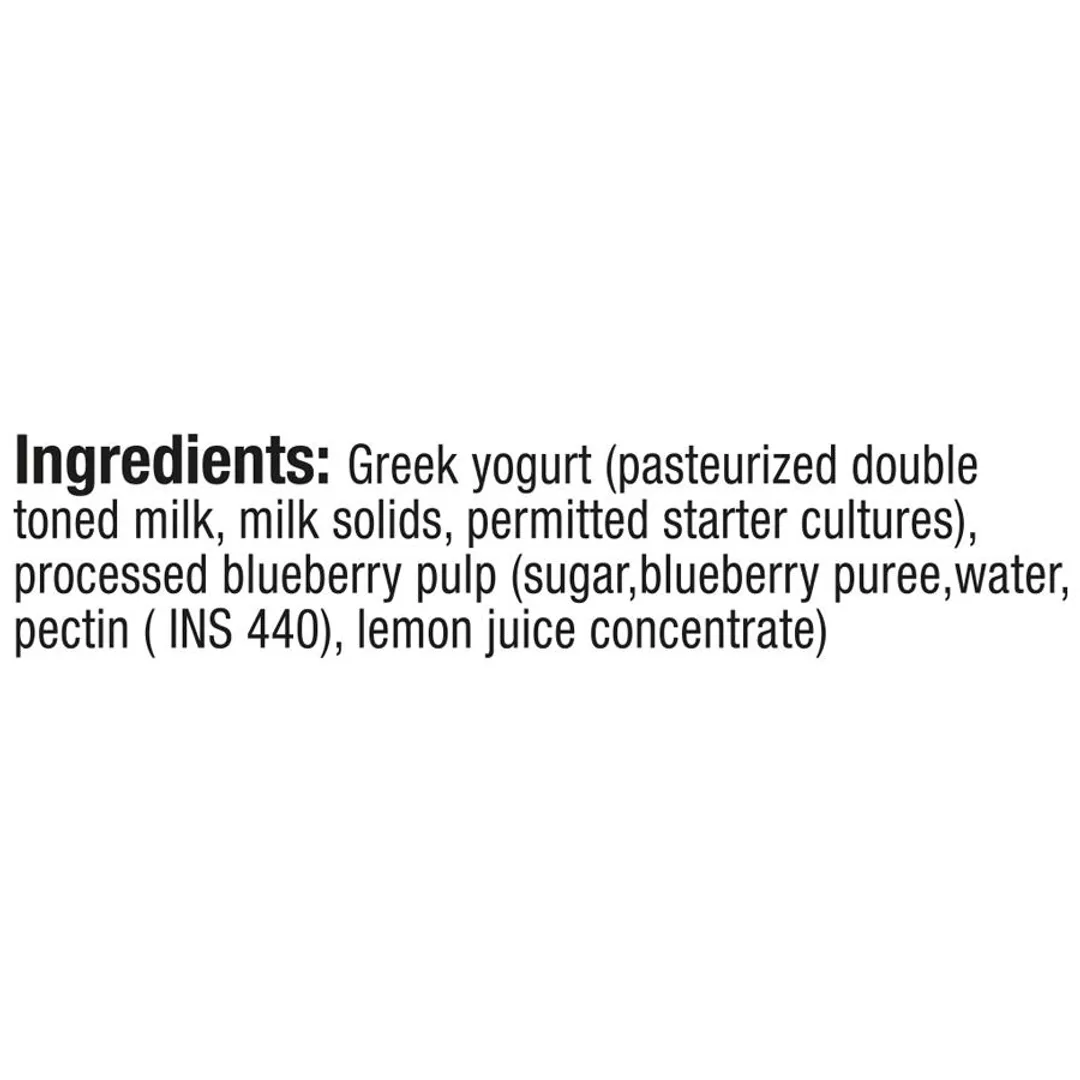 Ingredients: Greek yogurt (pasteurized double
toned milk, milk solids, permitted starter cultures),
processed blueberry pulp (sugar,blueberry puree,water,
pectin ( INS 440), lemon juice concentrate)